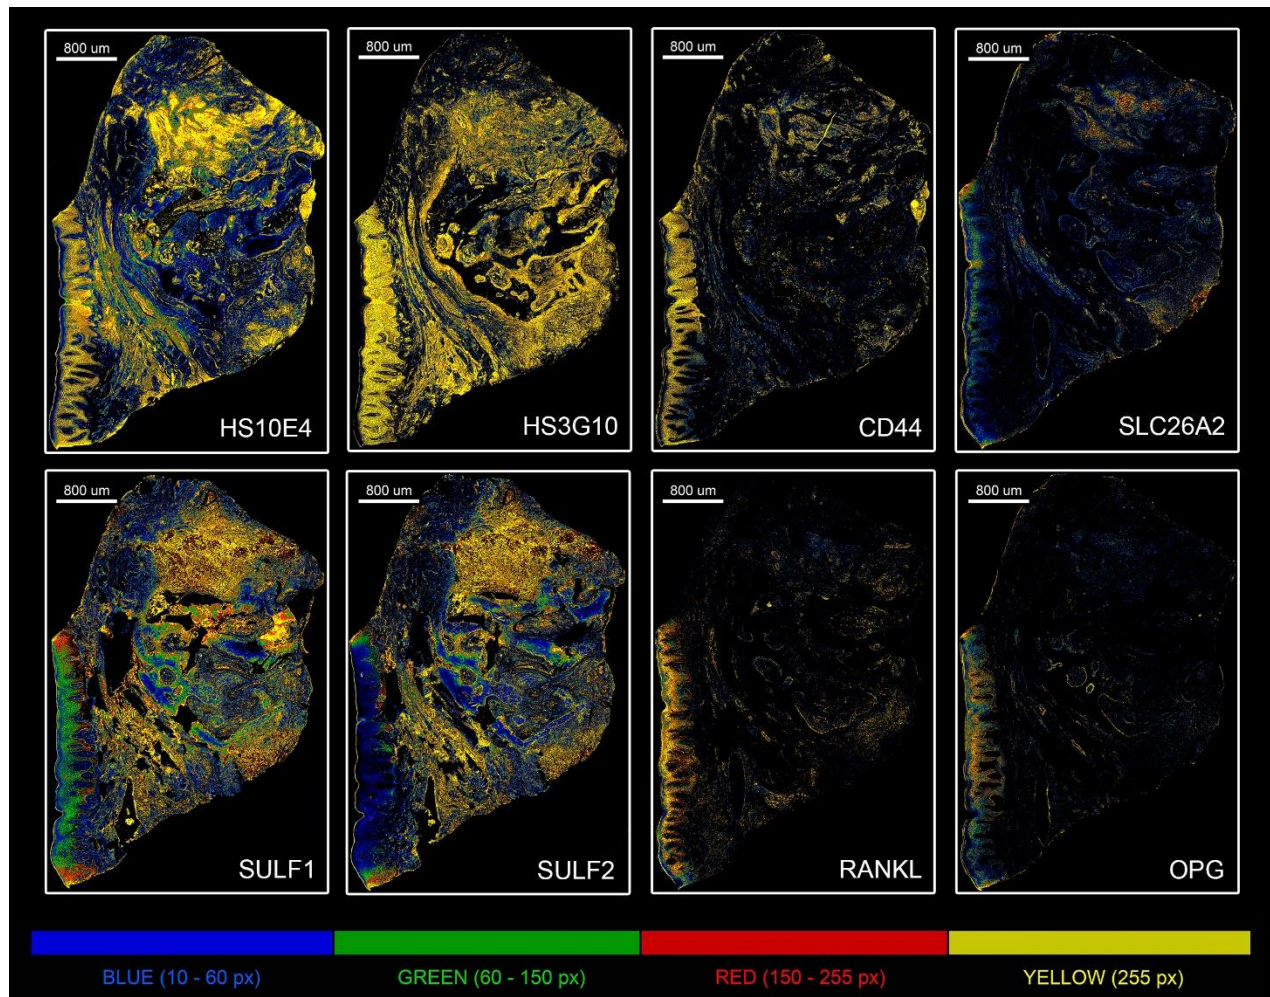 800 um
800 um
800 um
800 um
HS10E4
HS3G10
CD44
SLC26A2
800 um
800 um
800 um
800 um
SULF1
SULF2
RANKL
OPG
BLUE (10 - 60 px)
GREEN (60 - 150 px)
RED (150 - 255 px)
YELLOW (255 px)